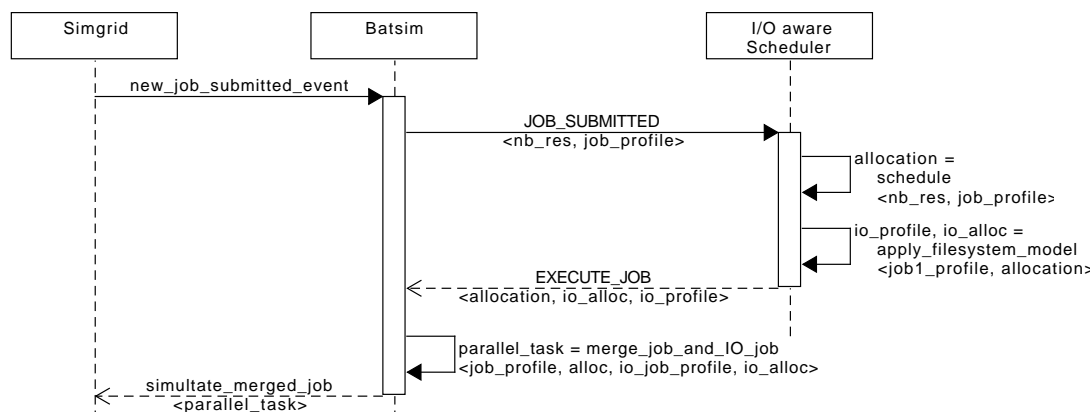 Simgrid
Batsim
I/O aware
Scheduler
new_job_submitted_event
JOB_SUBMITTED
<nb_res, job_profile>
allocation =
schedule
<nb_res, job_profile>
io_profile, io_alloc =
apply_filesystem_model
<job1_profile, allocation>
EXECUTE_JOB
<allocation, io_alloc, io_profile>
parallel_task = merge_job_and_IO_job
<job_profile, alloc, io_job_profile, io_alloc>
simultate_merged_job
<parallel_task>